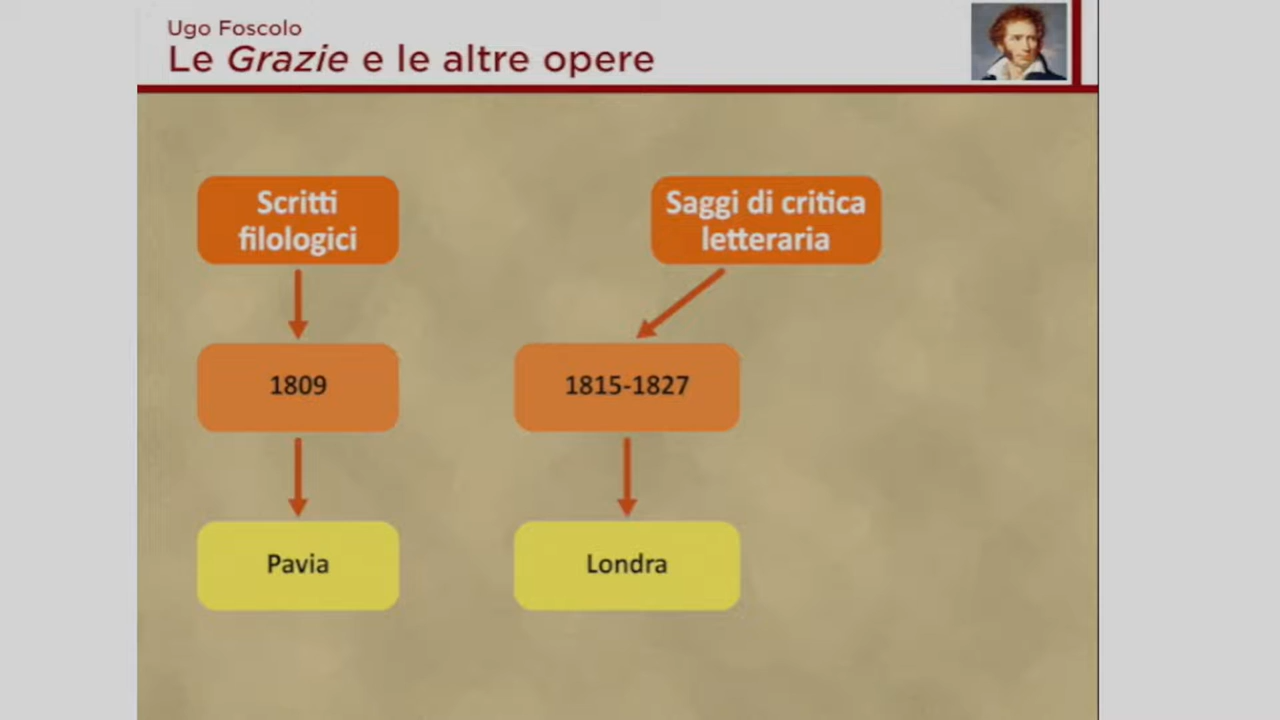 Ugo Foscolo
Le Grazie e le altre opere
Scritti
filologici
Saggi di critica
letteraria
1809
1815-1827
Pavia
Londra